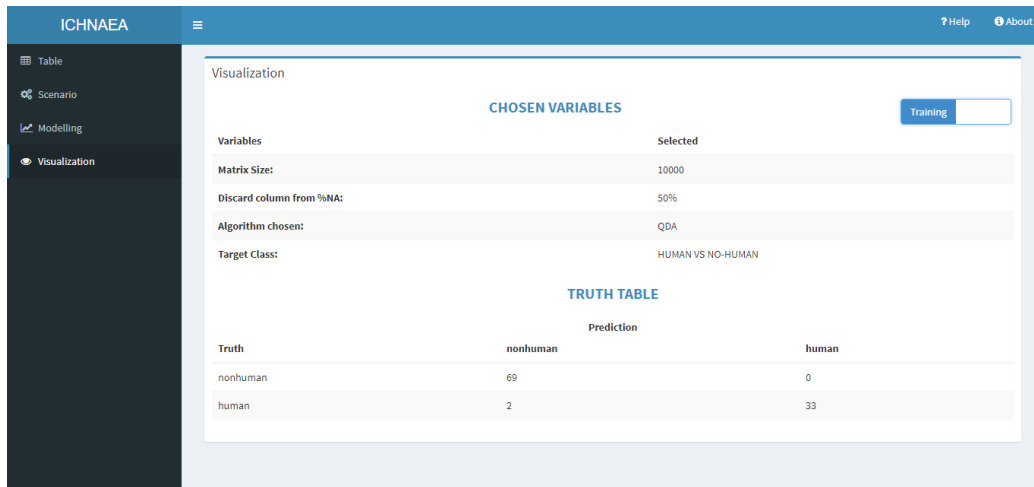 ICHNAEA
? Help
About
Table
Scenario
Modelling
Visualization
Visualization
CHOSEN VARIABLES
Training
Variables Selected
Matrix Size: 10000
Discard column from %NA: 50%
Algorithm chosen: QDA
Target Class: HUMAN VS NO-HUMAN
TRUTH TABLE
Prediction
Truth nonhuman human
nonhuman 69 0
human 2 33